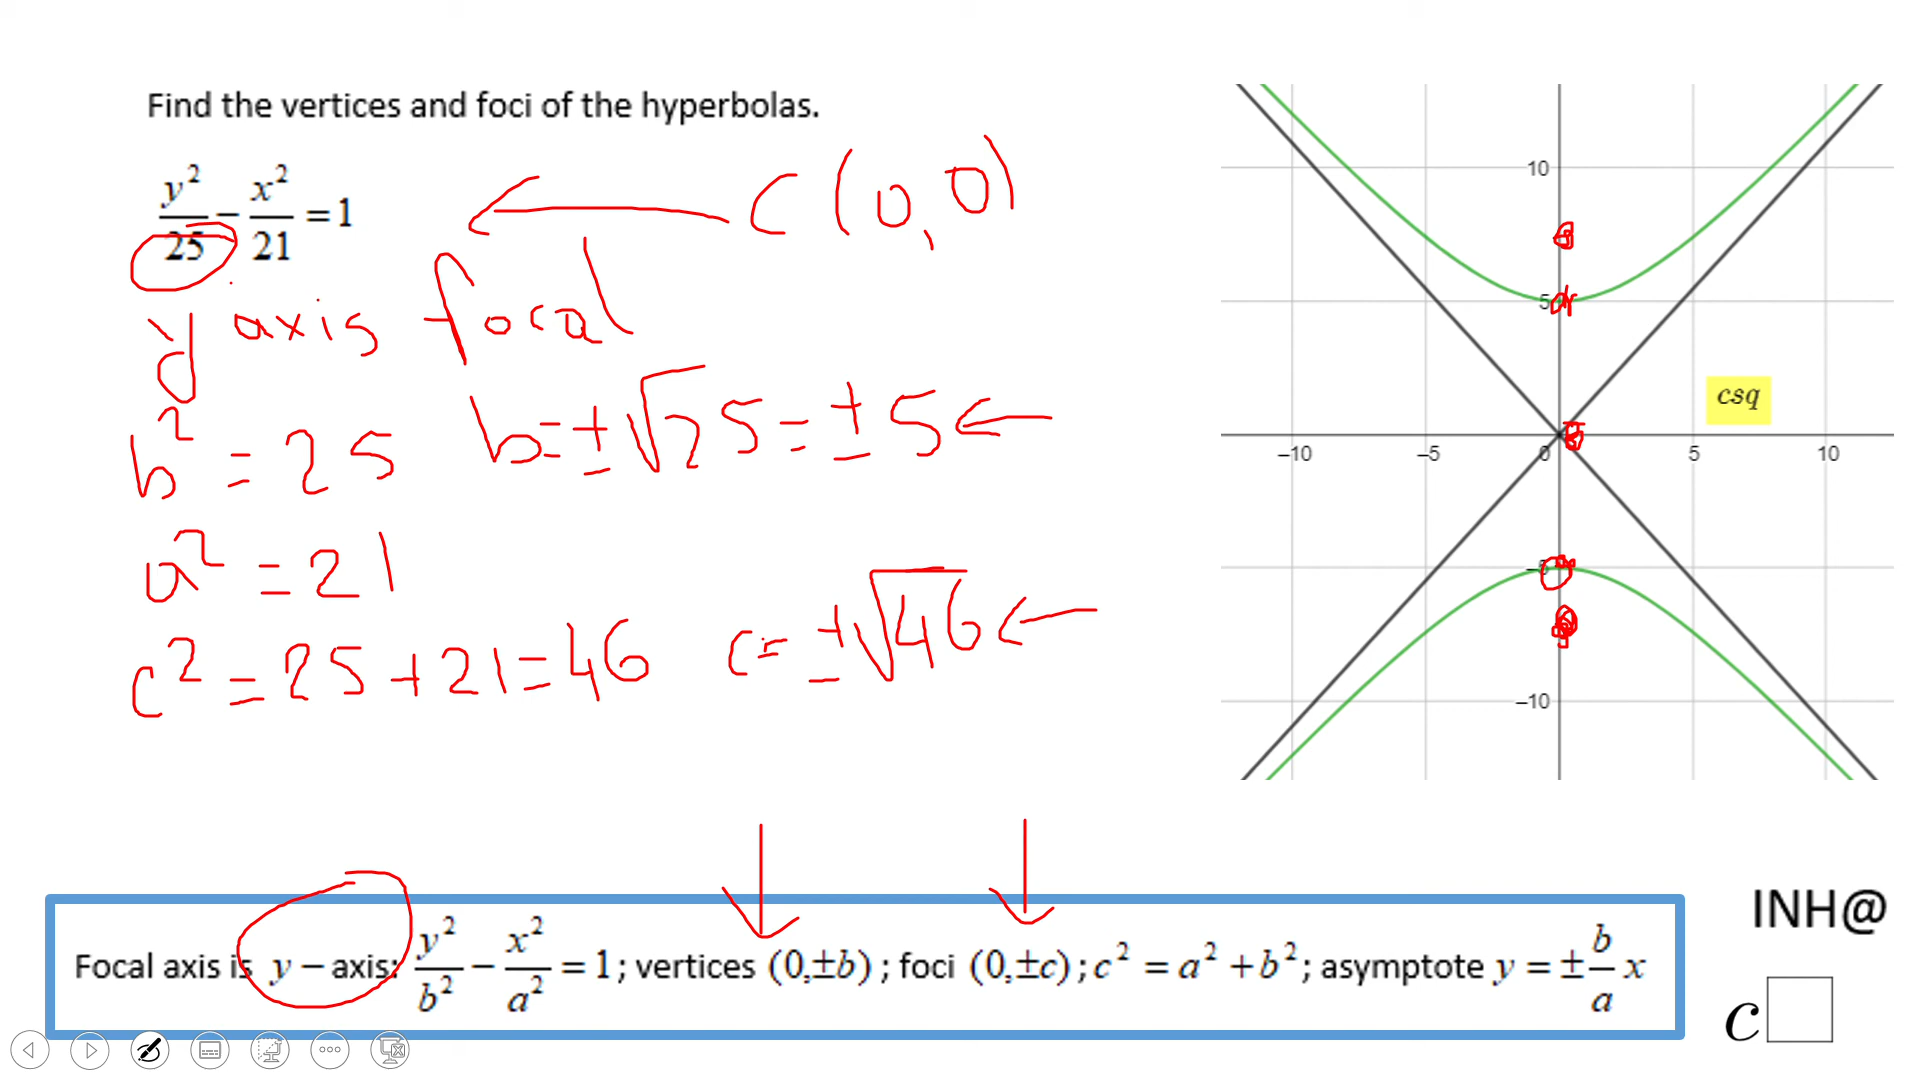 Find the vertices and foci of the hyperbolas.
y²/25 − x²/21 = 1
C (0,0)
y axis focal
b² = 25 b = ±√25 = ±5
a² = 21
c² = 25+21 = 46 c = ±√46
10
5
csq
−10 −5 0 5 10
−5
−10
Focal axis is y − axis: y²/b² − x²/a² = 1; vertices (0,±b); foci (0,±c); c² = a² + b²; asymptote y = ± b/a x
INH@
c